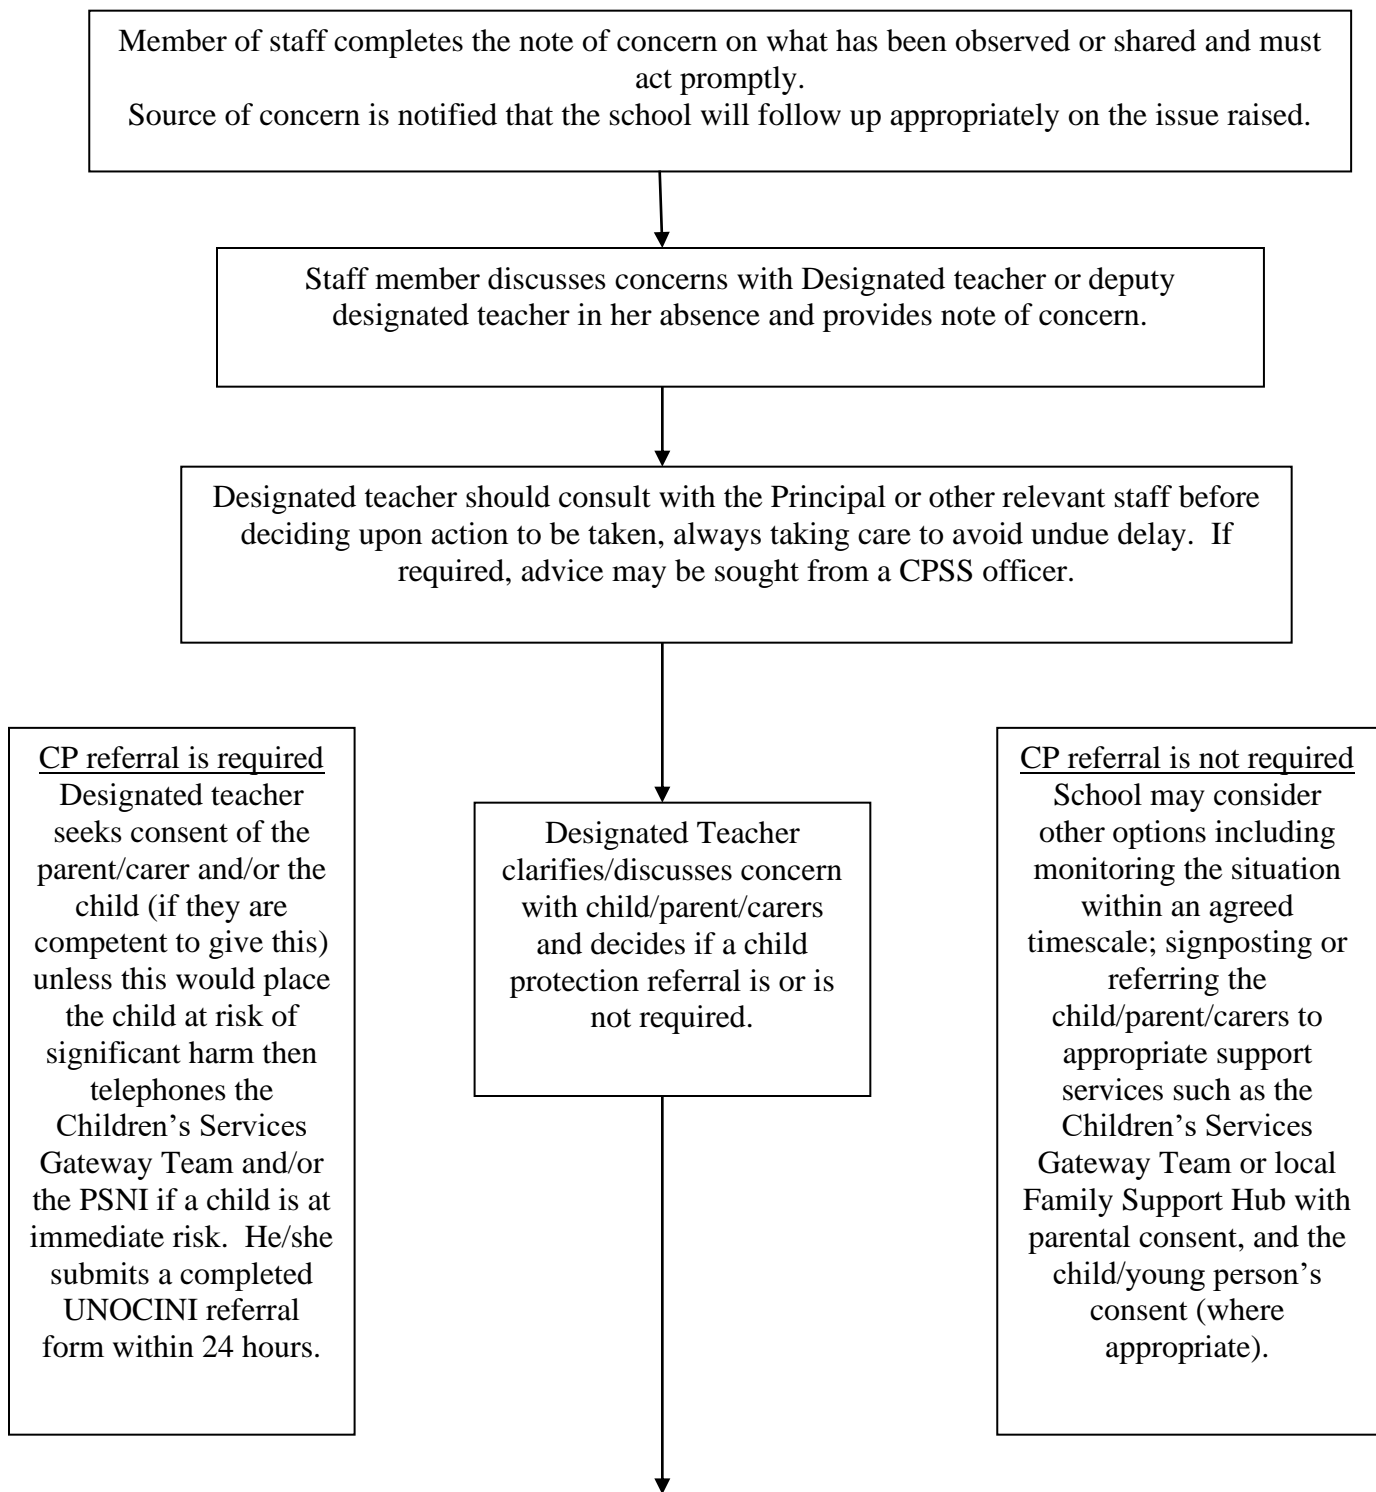 Member of staff completes the note of concern on what has been observed or shared and must
act promptly.
Source of concern is notified that the school will follow up appropriately on the issue raised.
Staff member discusses concerns with Designated teacher or deputy
designated teacher in her absence and provides note of concern.
Designated teacher should consult with the Principal or other relevant staff before
deciding upon action to be taken, always taking care to avoid undue delay.  If
required, advice may be sought from a CPSS officer.
CP referral is required
Designated teacher
seeks consent of the
parent/carer and/or the
child (if they are
competent to give this)
unless this would place
the child at risk of
significant harm then
telephones the
Children’s Services
Gateway Team and/or
the PSNI if a child is at
immediate risk.  He/she
submits a completed
UNOCINI referral
form within 24 hours.
Designated Teacher
clarifies/discusses concern
with child/parent/carers
and decides if a child
protection referral is or is
not required.
CP referral is not required
School may consider
other options including
monitoring the situation
within an agreed
timescale; signposting or
referring the
child/parent/carers to
appropriate support
services such as the
Children’s Services
Gateway Team or local
Family Support Hub with
parental consent, and the
child/young person’s
consent (where
appropriate).